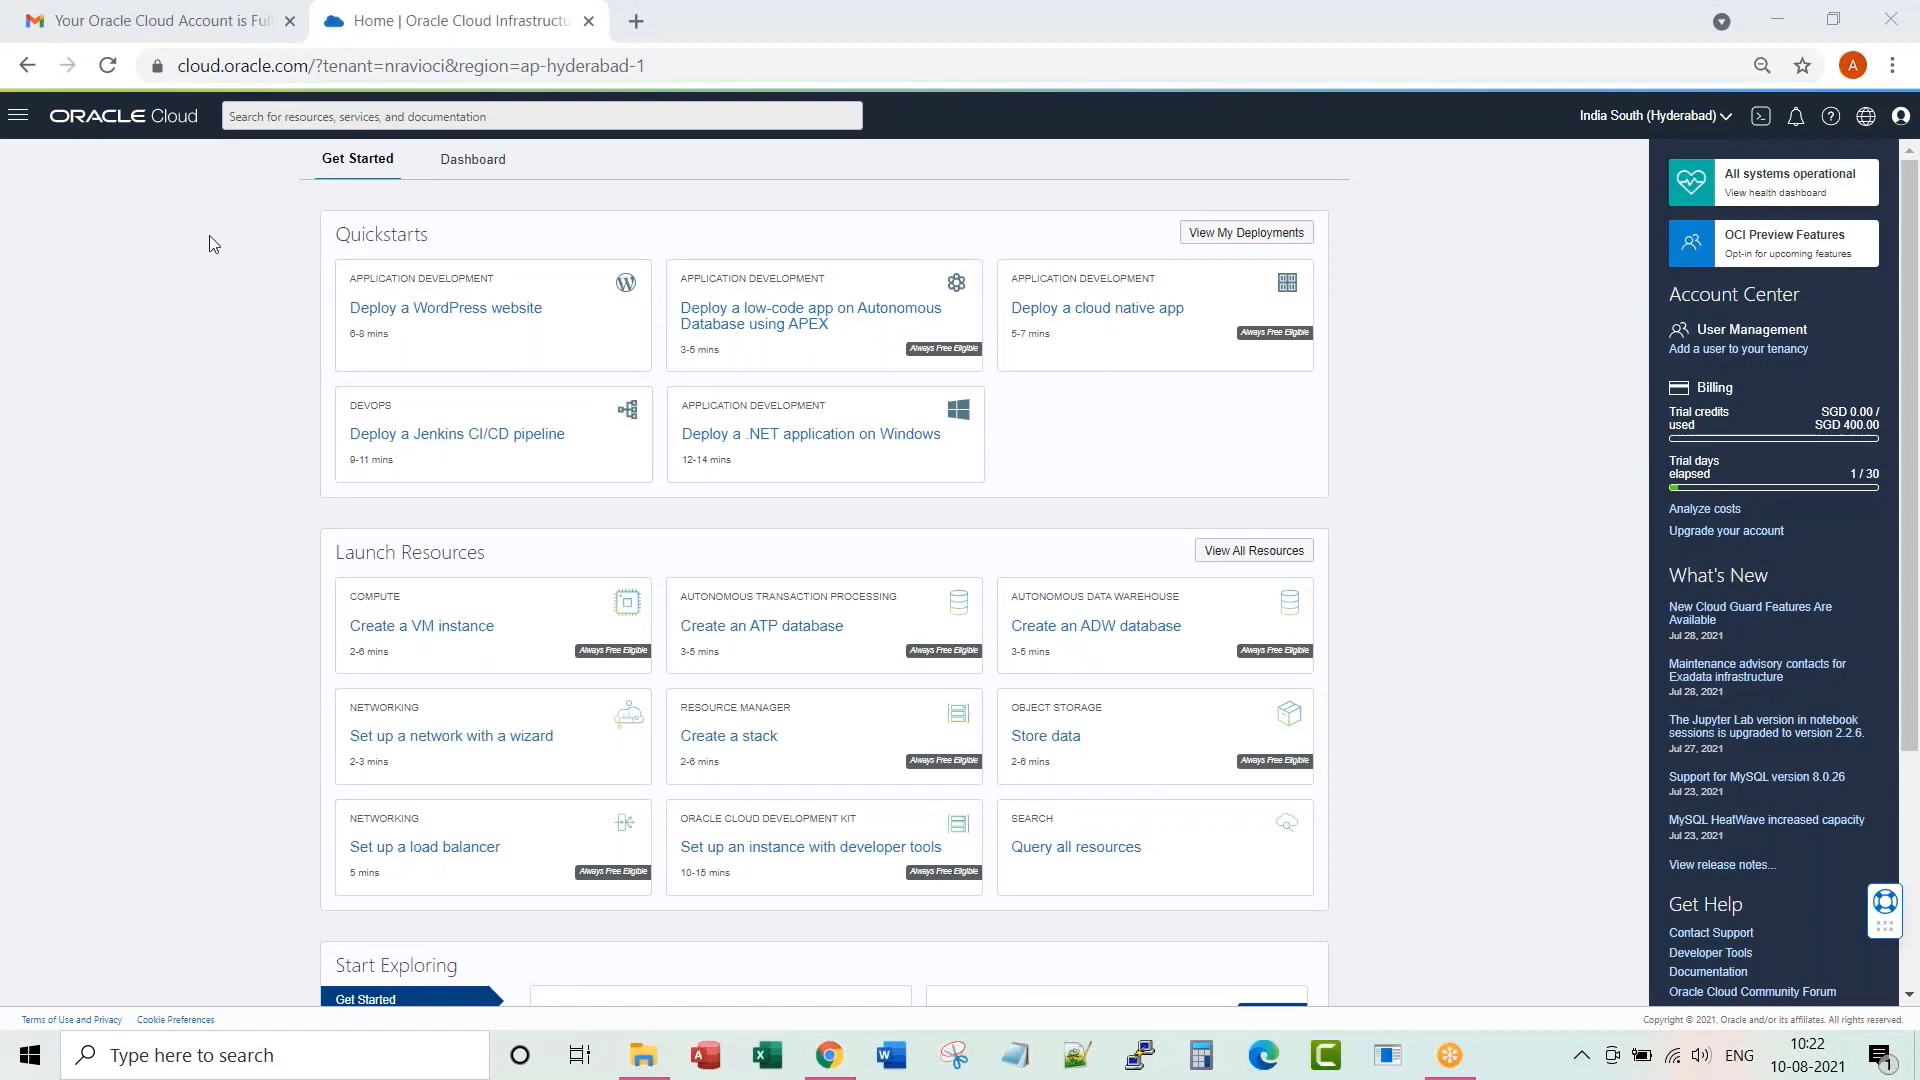 Your Oracle Cloud Account is Ful
Home | Oracle Cloud Infrastructu
cloud.oracle.com/?tenant=nravioci&region=ap-hyderabad-1
A
ORACLE Cloud
Search for resources, services, and documentation
India South (Hyderabad)
Get Started
Dashboard
Quickstarts
View My Deployments
APPLICATION DEVELOPMENT
Deploy a WordPress website
6-8 mins
APPLICATION DEVELOPMENT
Deploy a low-code app on Autonomous
Database using APEX
3-5 mins
Always Free Eligible
APPLICATION DEVELOPMENT
Deploy a cloud native app
5-7 mins
Always Free Eligible
DEVOPS
Deploy a Jenkins CI/CD pipeline
9-11 mins
APPLICATION DEVELOPMENT
Deploy a .NET application on Windows
12-14 mins
Launch Resources
View All Resources
COMPUTE
Create a VM instance
2-6 mins
Always Free Eligible
AUTONOMOUS TRANSACTION PROCESSING
Create an ATP database
3-5 mins
Always Free Eligible
AUTONOMOUS DATA WAREHOUSE
Create an ADW database
3-5 mins
Always Free Eligible
NETWORKING
Set up a network with a wizard
2-3 mins
RESOURCE MANAGER
Create a stack
2-6 mins
Always Free Eligible
OBJECT STORAGE
Store data
2-6 mins
Always Free Eligible
NETWORKING
Set up a load balancer
5 mins
Always Free Eligible
ORACLE CLOUD DEVELOPMENT KIT
Set up an instance with developer tools
10-15 mins
Always Free Eligible
SEARCH
Query all resources
Start Exploring
Get Started
All systems operational
View health dashboard
OCI Preview Features
Opt-in for upcoming features
Account Center
User Management
Add a user to your tenancy
Billing
Trial credits used
SGD 0.00 / SGD 400.00
Trial days elapsed
1 / 30
Analyze costs
Upgrade your account
What's New
New Cloud Guard Features Are
Available
Jul 28, 2021
Maintenance advisory contacts for
Exadata infrastructure
Jul 28, 2021
The Jupyter Lab version in notebook
sessions is upgraded to version 2.2.6.
Jul 27, 2021
Support for MySQL version 8.0.26
Jul 23, 2021
MySQL HeatWave increased capacity
Jul 23, 2021
View release notes...
Get Help
Contact Support
Developer Tools
Documentation
Oracle Cloud Community Forum
Terms of Use and Privacy
Cookie Preferences
Copyright © 2021, Oracle and/or its affiliates. All rights reserved.
Type here to search
ENG
10:22
10-08-2021
1